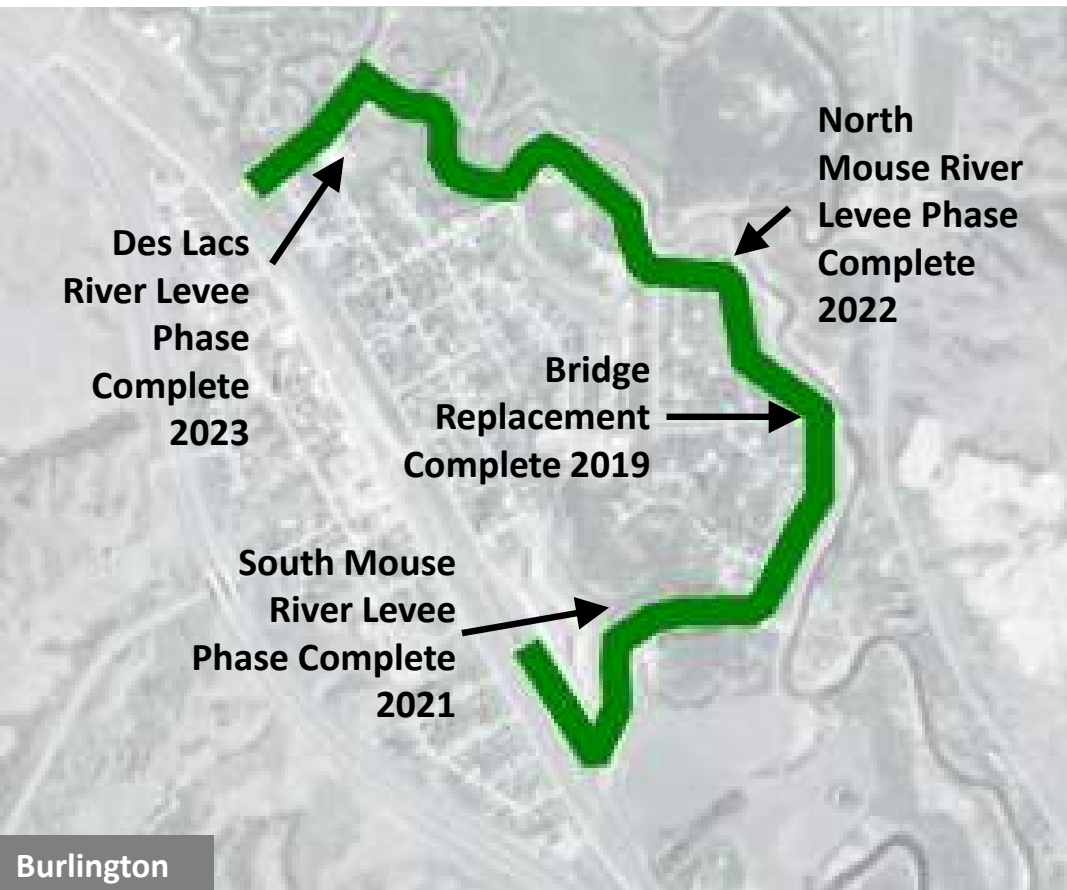 North
Mouse River
Levee Phase
Complete
2022
Des Lacs
River Levee
Phase
Complete
2023
Bridge
Replacement
Complete 2019
South Mouse
River Levee
Phase Complete
2021
Burlington